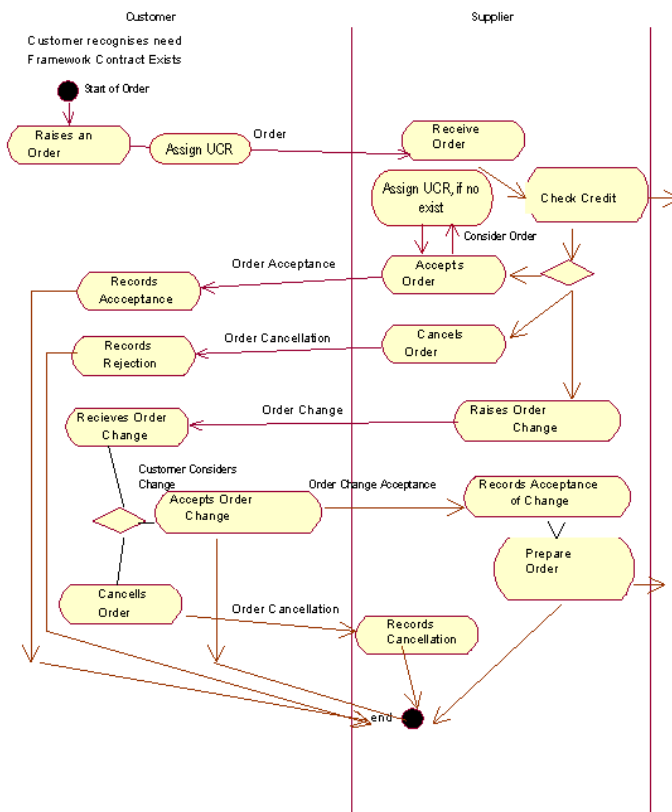 Customer
Supplier
Customer recognises need
Framework Contract Exists
Start of Order
Raises an
Order
Assign UCR
Order
Receive
Order
Assign UCR, if no
exist
Check Credit
Consider Order
Accepts
Order
Order Acceptance
Records
Accceptance
Cancels
Order
Order Cancellation
Records
Rejection
Raises Order
Change
Order Change
Recieves Order
Change
Customer Considers
Change
Accepts Order
Change
Order Change Acceptance
Records Acceptance
of Change
Prepare
Order
Cancells
Order
Order Cancellation
Records
Cancellation
end